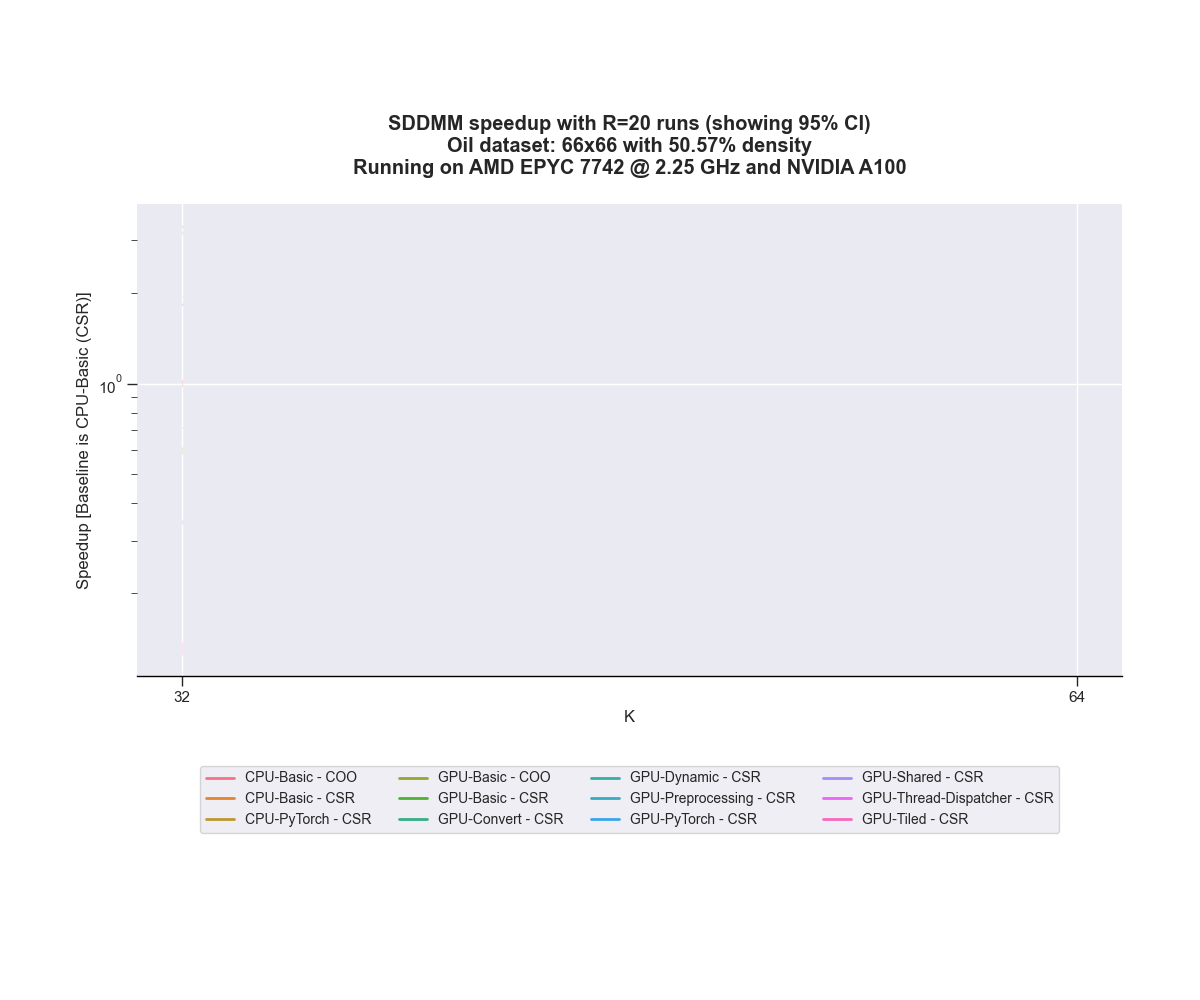 SDDMM speedup with R=20 runs (showing 95% CI)
Oil dataset: 66x66 with 50.57% density
Running on AMD EPYC 7742 @ 2.25 GHz and NVIDIA A100
Speedup [Baseline is CPU-Basic (CSR)]
10^0
32
64
K
CPU-Basic - COO
CPU-Basic - CSR
CPU-PyTorch - CSR
GPU-Basic - COO
GPU-Basic - CSR
GPU-Convert - CSR
GPU-Dynamic - CSR
GPU-Preprocessing - CSR
GPU-PyTorch - CSR
GPU-Shared - CSR
GPU-Thread-Dispatcher - CSR
GPU-Tiled - CSR